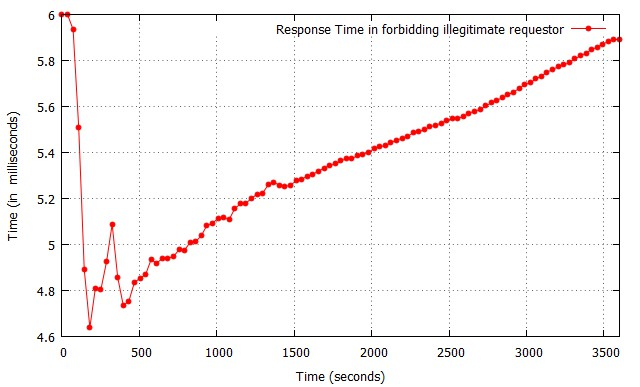 Response Time in forbidding illegitimate requestor
6
5.8
5.6
5.4
5.2
5
4.8
4.6
Time (in  milliseconds)
0 500 1000 1500 2000 2500 3000 3500
Time (seconds)